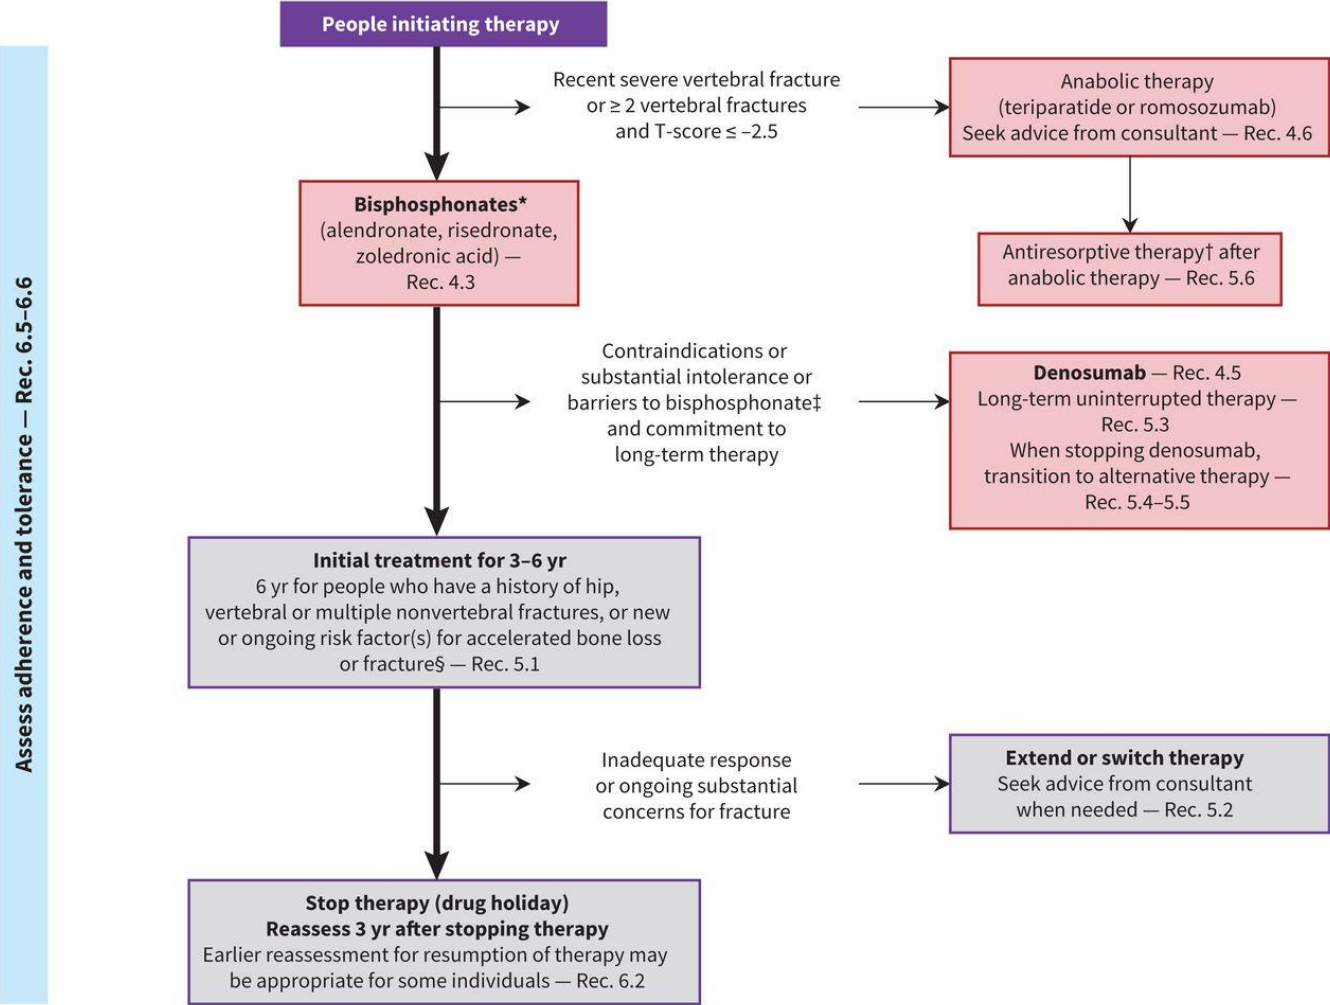 People initiating therapy
Recent severe vertebral fracture
or ≥ 2 vertebral fractures
and T-score ≤ –2.5
Anabolic therapy
(teriparatide or romosozumab)
Seek advice from consultant — Rec. 4.6
Bisphosphonates*
(alendronate, risedronate,
zoledronic acid) —
Rec. 4.3
Antiresorptive therapy† after
anabolic therapy — Rec. 5.6
Contraindications or
substantial intolerance or
barriers to bisphosphonate‡
and commitment to
long-term therapy
Denosumab — Rec. 4.5
Long-term uninterrupted therapy —
Rec. 5.3
When stopping denosumab,
transition to alternative therapy —
Rec. 5.4–5.5
Assess adherence and tolerance — Rec. 6.5–6.6
Initial treatment for 3–6 yr
6 yr for people who have a history of hip,
vertebral or multiple nonvertebral fractures, or new
or ongoing risk factor(s) for accelerated bone loss
or fracture§ — Rec. 5.1
Inadequate response
or ongoing substantial
concerns for fracture
Extend or switch therapy
Seek advice from consultant
when needed — Rec. 5.2
Stop therapy (drug holiday)
Reassess 3 yr after stopping therapy
Earlier reassessment for resumption of therapy may
be appropriate for some individuals — Rec. 6.2